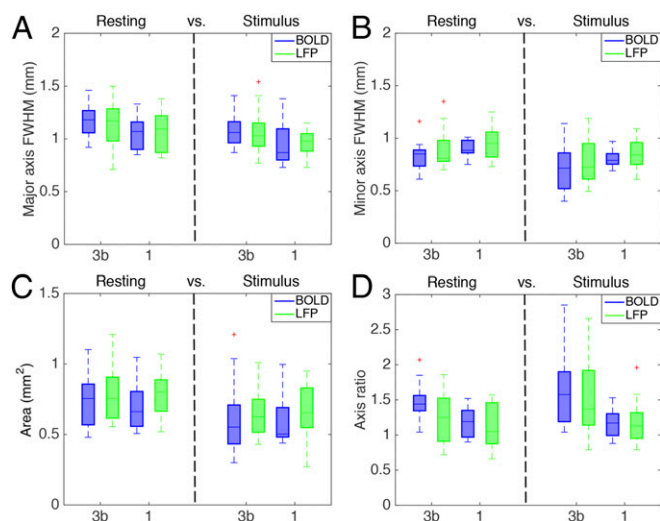 A
Resting vs. Stimulus
BOLD
LFP
Major axis FWHM (mm)
2
1.5
1
0.5
0
3b 1 3b 1
B
Resting vs. Stimulus
BOLD
LFP
Minor axis FWHM (mm)
2
1.5
1
0.5
0
3b 1 3b 1
C
Resting vs. Stimulus
BOLD
LFP
Area (mm²)
1.5
1
0.5
0
3b 1 3b 1
D
Resting vs. Stimulus
BOLD
LFP
Axis ratio
3
2.5
2
1.5
1
0.5
0
3b 1 3b 1